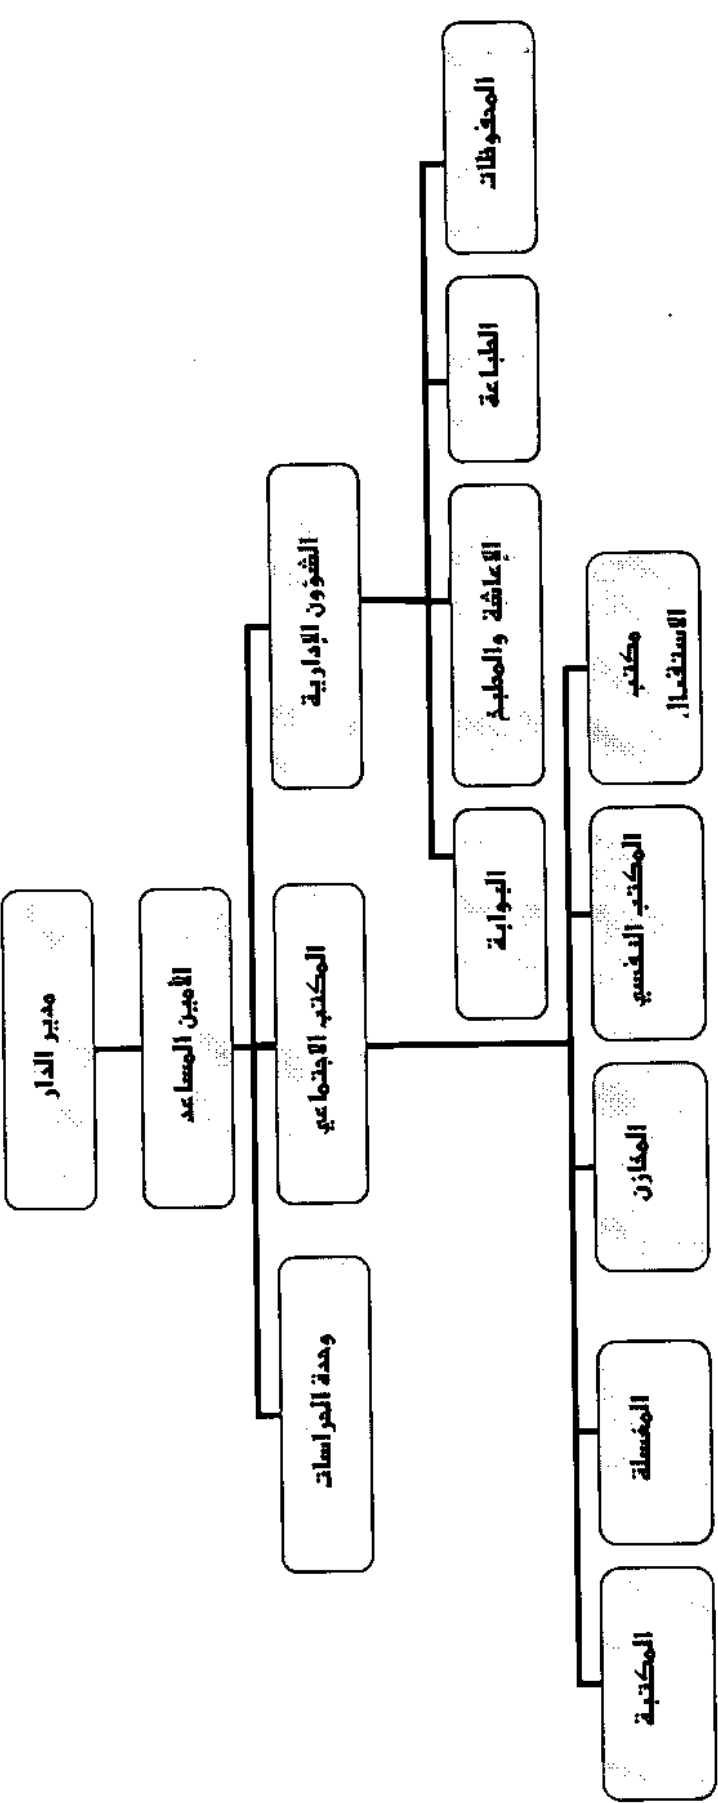 مدير الدار
الأمين المساعد
الشؤون الإدارية
المكتب الاجتماعي
وحدة الحراسات
المحفوظات
الطباعة
الإعاشة والمطبخ
البوابة
مكتب
الاستقبال
المكتب النفسي
المخازن
المغسلة
المكتبة